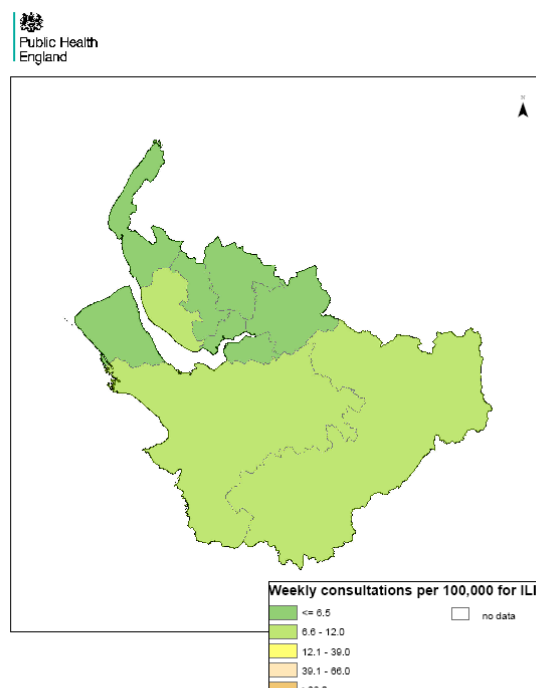 Public Health
England
N
Weekly consultations per 100,000 for ILI
<= 6.5
no data
6.6 - 12.0
12.1 - 39.0
39.1 - 66.0